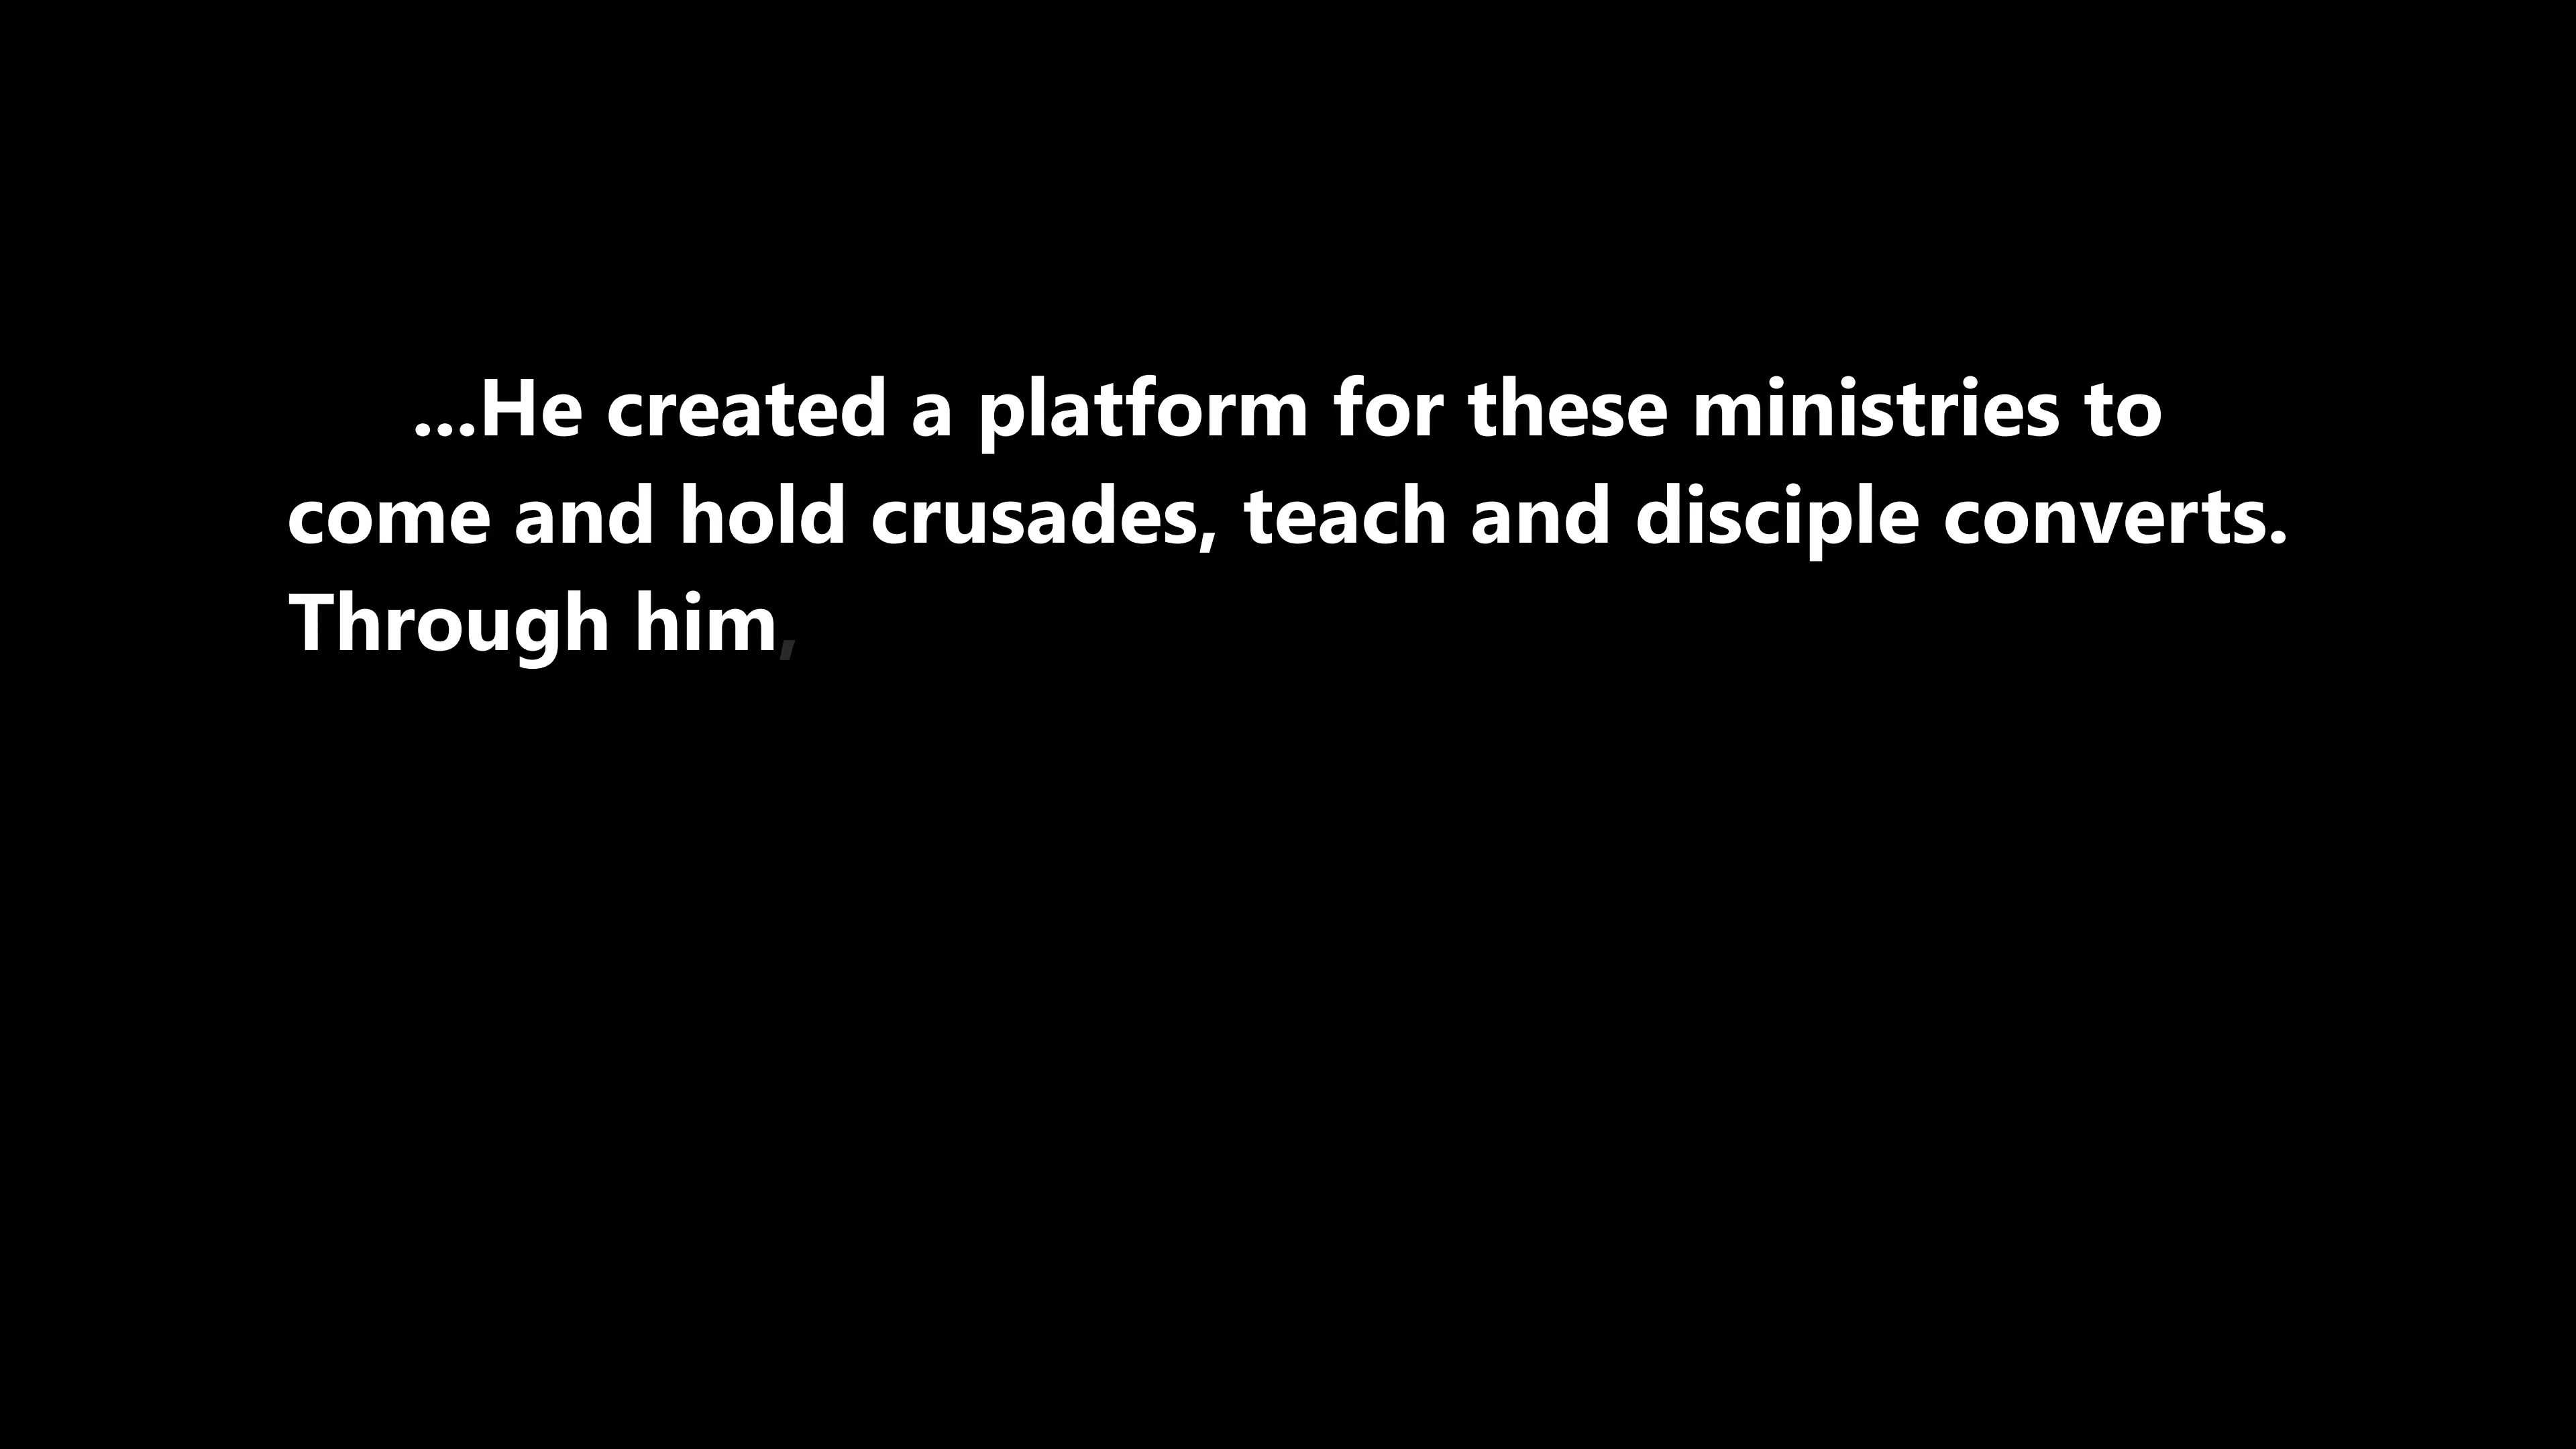 ...He created a platform for these ministries to
come and hold crusades, teach and disciple converts.
Through him,